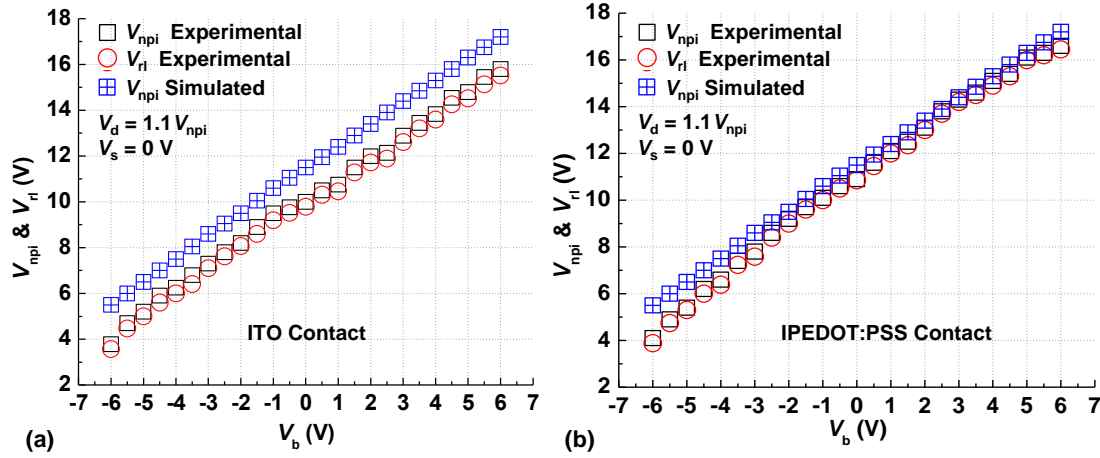 18
16
14
12
10
8
6
4
2
V_npi & V_rl (V)
V_npi Experimental
V_rl Experimental
V_npi Simulated
V_d = 1.1 V_npi
V_s = 0 V
ITO Contact
-7 -6 -5 -4 -3 -2 -1 0 1 2 3 4 5 6 7
V_b (V)
(a)
18
16
14
12
10
8
6
4
2
V_npi & V_rl (V)
V_npi Experimental
V_rl Experimental
V_npi Simulated
V_d = 1.1 V_npi
V_s = 0 V
IPEDOT:PSS Contact
-7 -6 -5 -4 -3 -2 -1 0 1 2 3 4 5 6 7
V_b (V)
(b)